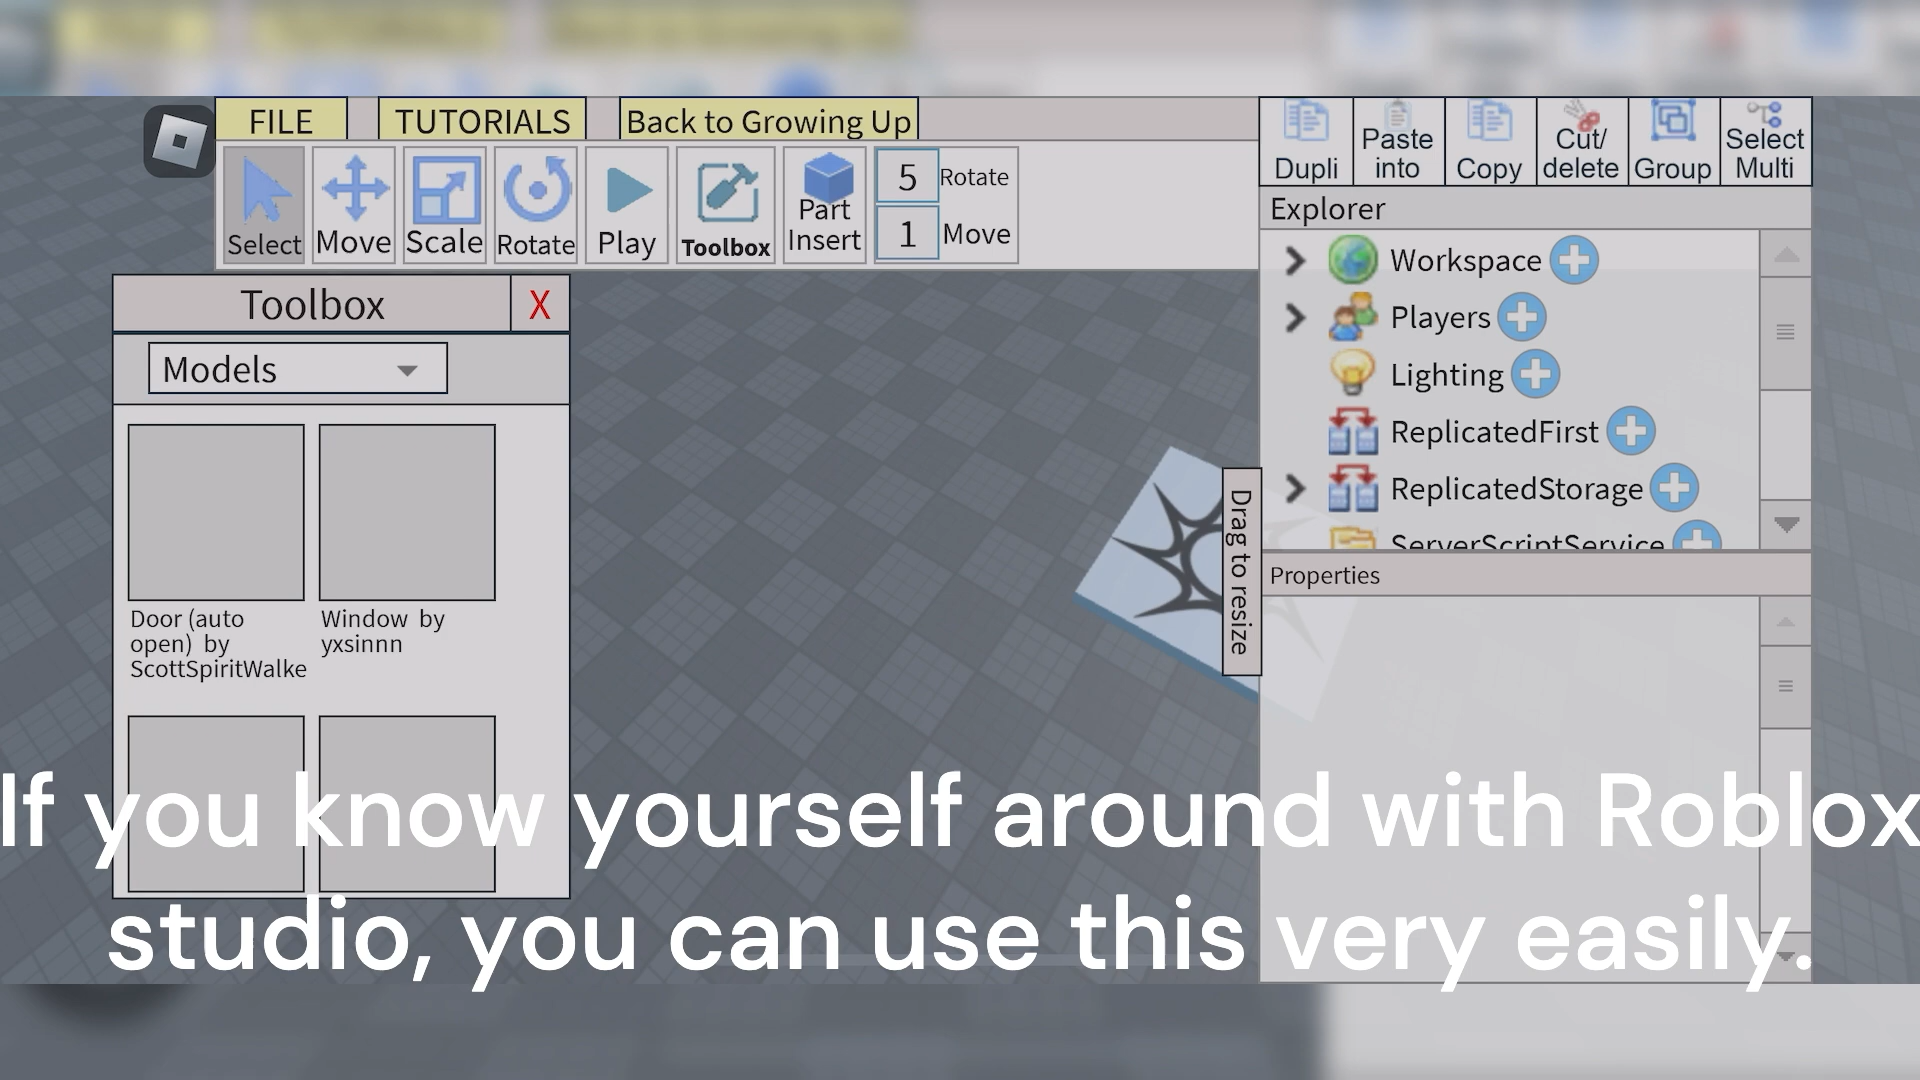 FILE
TUTORIALS
Back to Growing Up
Select
Move
Scale
Rotate
Play
Toolbox
Part
Insert
5 Rotate
1 Move
Dupli
Paste
into
Copy
Cut/
delete
Group
Select
Multi
Explorer
Workspace
Players
Lighting
ReplicatedFirst
ReplicatedStorage
ServerScriptService
Drag to resize
Properties
Toolbox X
Models
Door (auto
open) by
ScottSpiritWalke
Window by
yxsinnn
If you know yourself around with Roblox
studio, you can use this very easily.